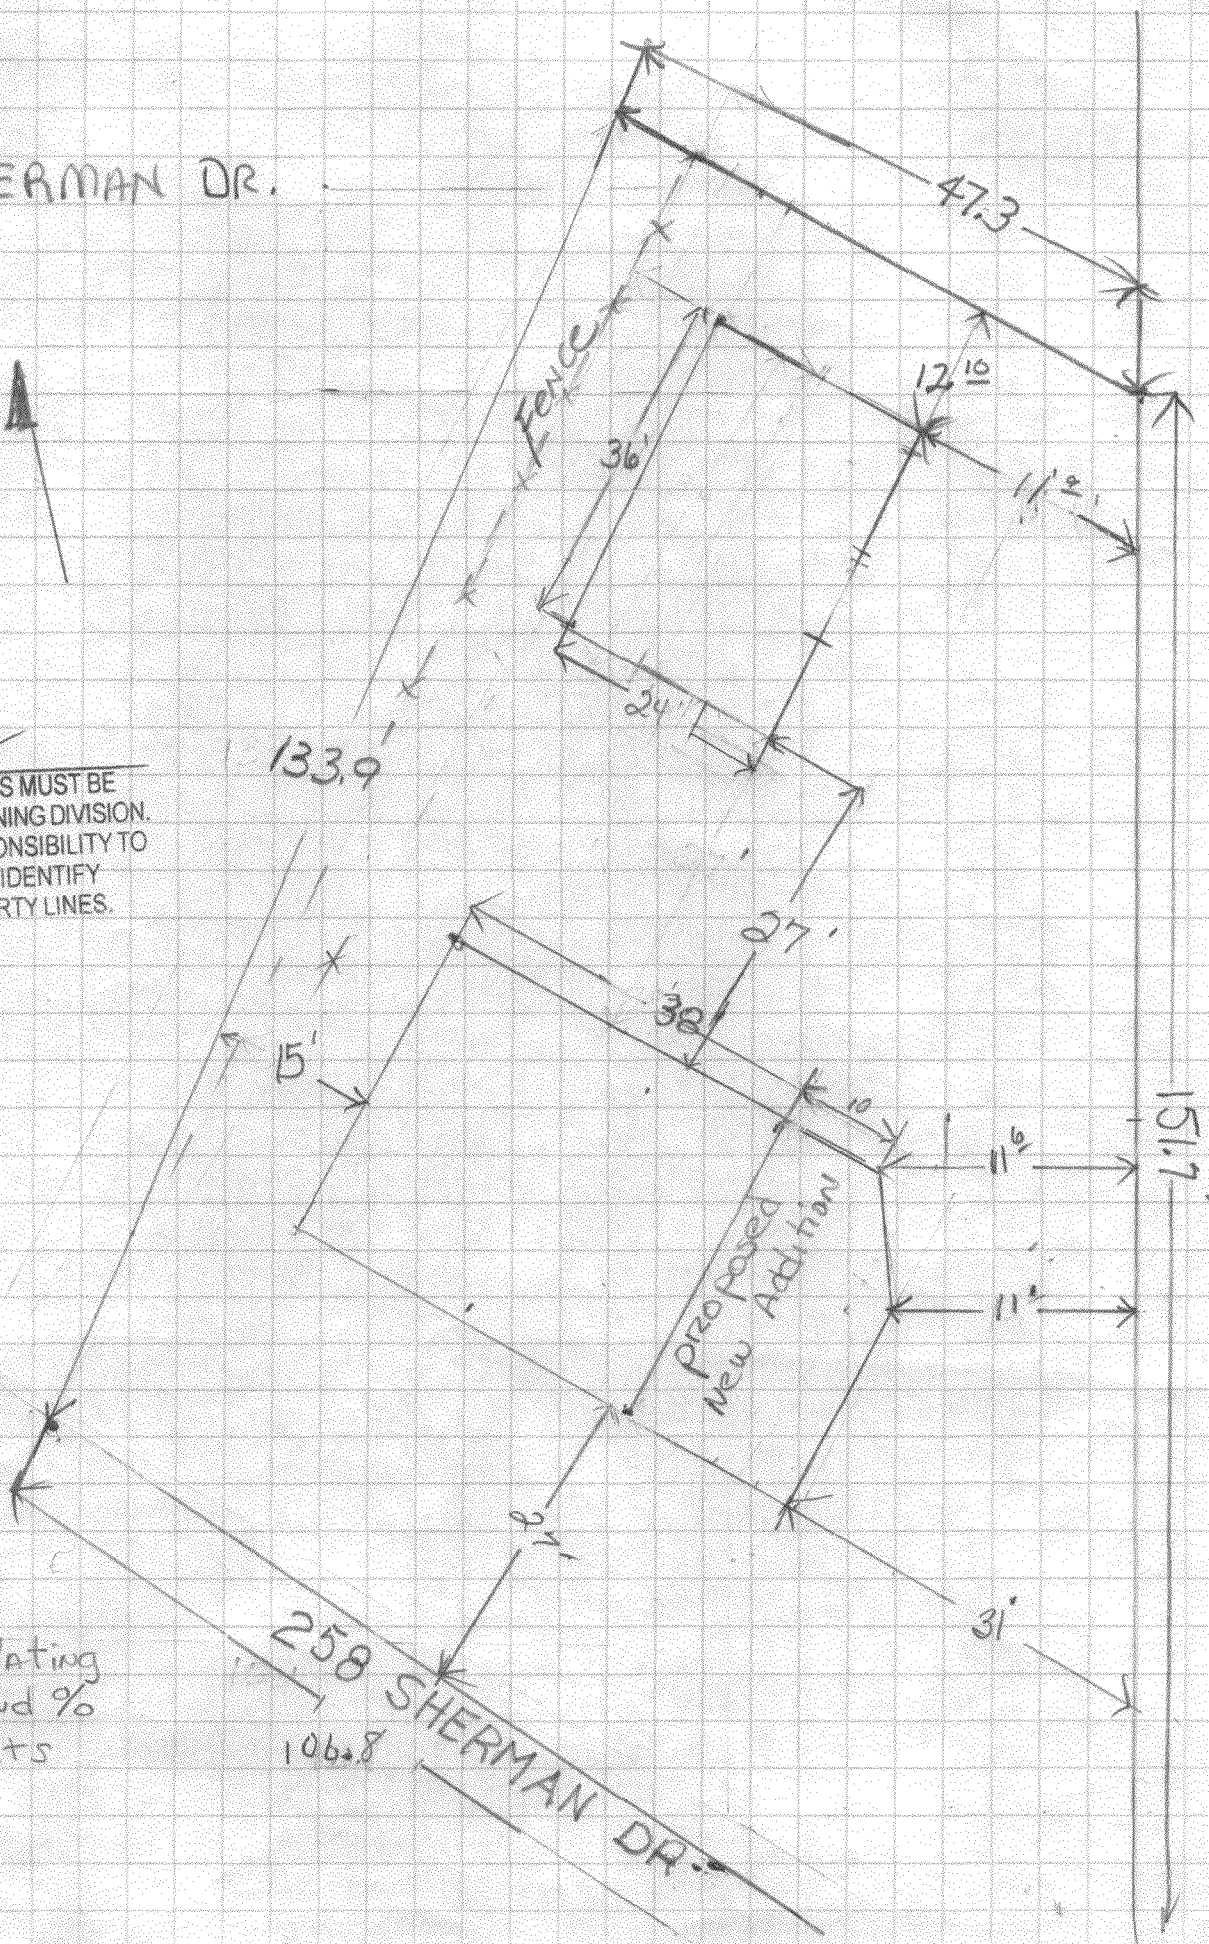 ERMAN DR.
47.3
12 10
fence
36'
11' 9
24'
133.9'
S MUST BE
NING DIVISION.
ONSIBILITY TO
IDENTIFY
RTY LINES.
27'
15'
10
11 6
151.7'
Proposed
New Addition
11'
31'
258 SHERMAN DR.
106.8
ating
ud %
ts